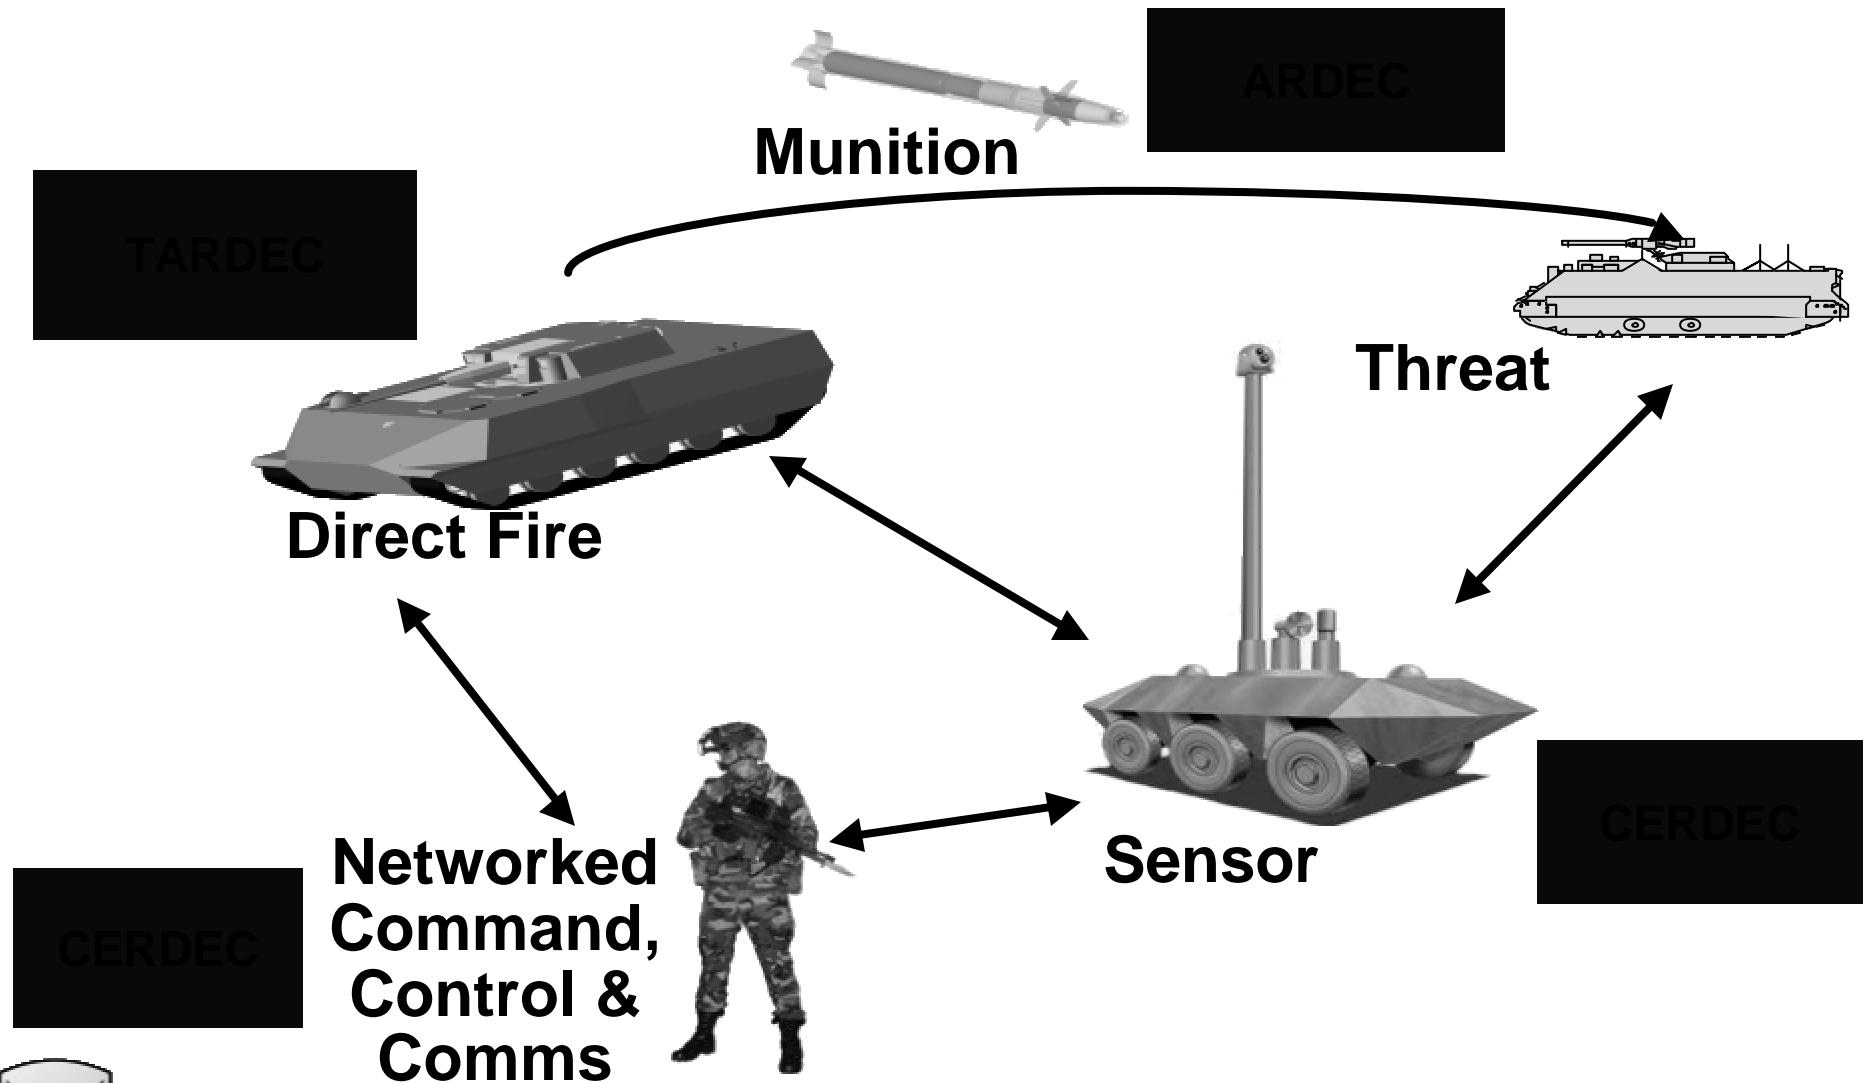 ARDEC
Munition
TARDEC
Threat
Direct Fire
Networked
Command,
Control &
Comms
Sensor
CERDEC
CERDEC